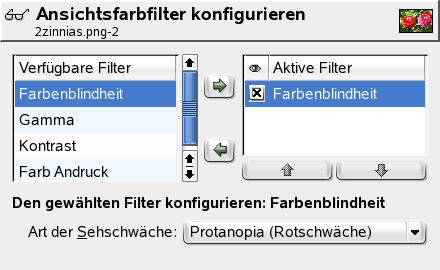 Ansichtsfarbfilter konfigurieren
2zinnias.png-2
Verfügbare Filter
Farbenblindheit
Gamma
Kontrast
Farb Andruck
Aktive Filter
Farbenblindheit
Den gewählten Filter konfigurieren: Farbenblindheit
Art der Sehschwäche: Protanopia (Rotschwäche)